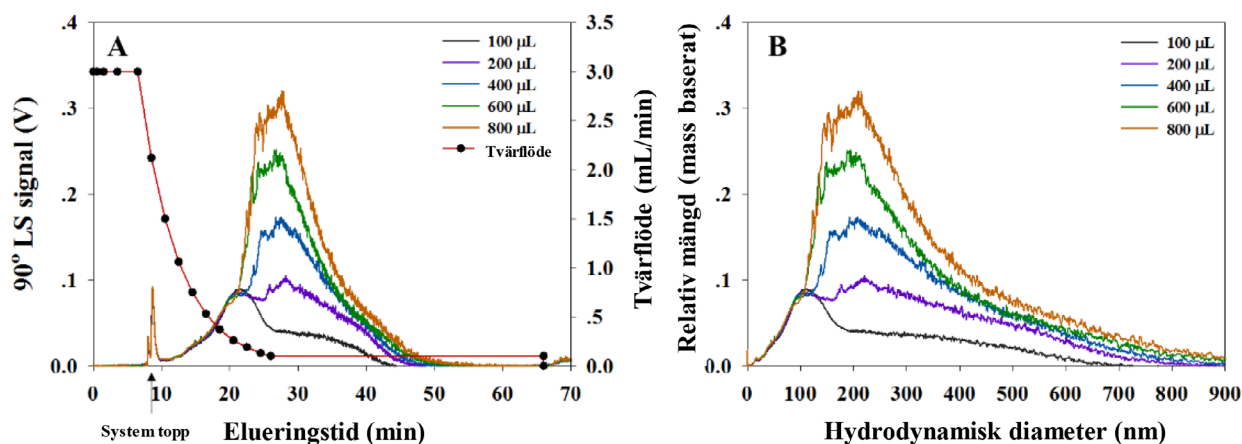 A
90º LS signal (V)
.4
.3
.2
.1
0.0
100 µL
200 µL
400 µL
600 µL
800 µL
Tvärflöde
3.5
3.0
2.5
2.0
1.5
1.0
.5
0.0
Tvärflöde (mL/min)
0 10 20 30 40 50 60 70
System topp
Elueringstid (min)
B
Relativ mängd (mass baserat)
.4
.3
.2
.1
0.0
100 µL
200 µL
400 µL
600 µL
800 µL
0 100 200 300 400 500 600 700 800 900
Hydrodynamisk diameter (nm)